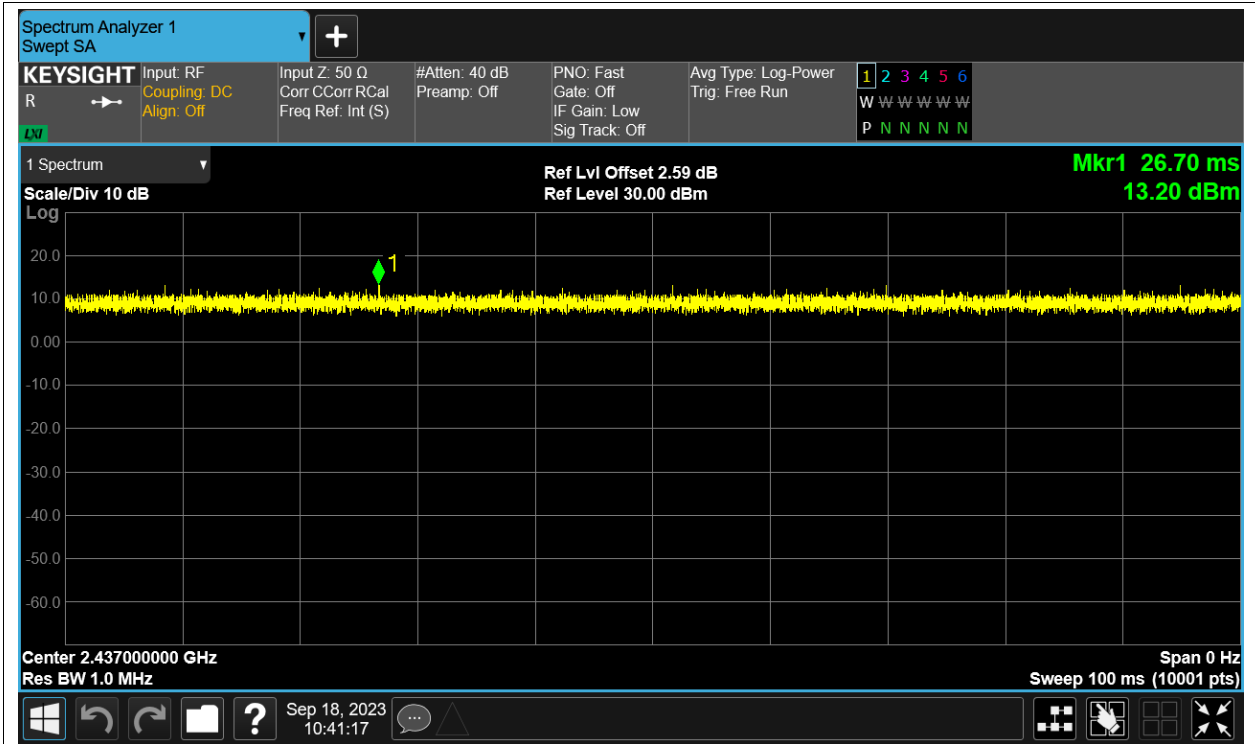 Spectrum Analyzer 1
Swept SA
KEYSIGHT
R
LXI
Input: RF
Coupling: DC
Align: Off
Input Z: 50 Ω
Corr CCorr RCal
Freq Ref: Int (S)
#Atten: 40 dB
Preamp: Off
PNO: Fast
Gate: Off
IF Gain: Low
Sig Track: Off
Avg Type: Log-Power
Trig: Free Run
1 2 3 4 5 6
W W W W W W
P N N N N N
1 Spectrum
Scale/Div 10 dB
Ref Lvl Offset 2.59 dB
Ref Level 30.00 dBm
Mkr1 26.70 ms
13.20 dBm
Log
20.0
10.0
0.00
-10.0
-20.0
-30.0
-40.0
-50.0
-60.0
1
Center 2.437000000 GHz
Res BW 1.0 MHz
Span 0 Hz
Sweep 100 ms (10001 pts)
?
Sep 18, 2023
10:41:17